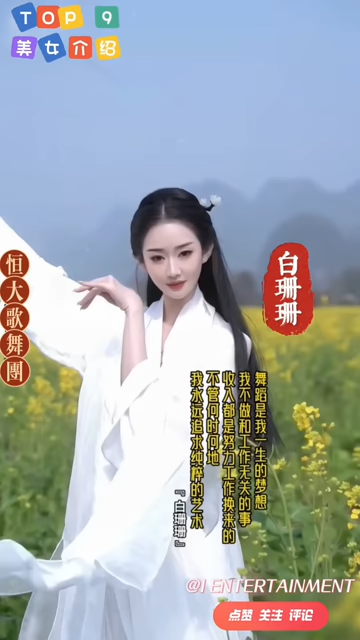 TOP 9
美女介绍
恒大歌舞團
白珊珊
舞蹈是我一生的梦想
我不做和工作无关的事
收入都是努力工作换来的
不管何时何地
我永远追求纯粹的艺术
『白珊珊』
@I ENTERTAINMENT
点赞 关注 评论